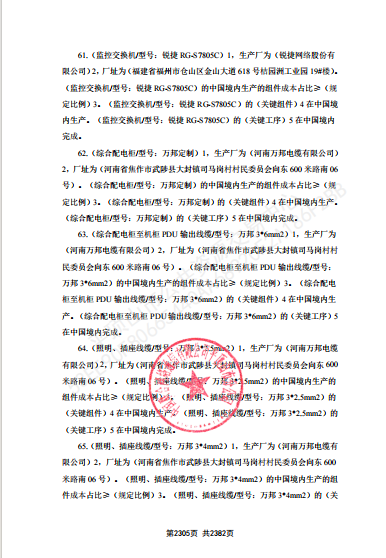 61.（监控交换机/型号：锐捷 RG-S7805C）1，生产厂为（锐捷网络股份有
限公司）2，厂址为（福建省福州市仓山区金山大道 618 号桔园洲工业园 19#楼）。
（监控交换机/型号：锐捷 RG-S7805C）的中国境内生产的组件成本占比≥（规
定比例）3。（监控交换机/型号：锐捷 RG-S7805C）的（关键组件）4 在中国境
内生产。（监控交换机/型号：锐捷 RG-S7805C）的（关键工序）5 在中国境内
完成。
62.（综合配电柜/型号：万邦定制）1，生产厂为（河南万邦电缆有限公司）
2，厂址为（河南省焦作市武陟县大封镇司马岗村村民委员会向东 600 米路南 06
号）。（综合配电柜/型号：万邦定制）的中国境内生产的组件成本占比≥（规
定比例）3。（综合配电柜/型号：万邦定制）的（关键组件）4 在中国境内生产。
（综合配电柜/型号：万邦定制）的（关键工序）5 在中国境内完成。
63.（综合配电柜至机柜 PDU 输出线缆/型号：万邦 3*6mm2）1，生产厂为
（河南万邦电缆有限公司）2，厂址为（河南省焦作市武陟县大封镇司马岗村村
民委员会向东 600 米路南 06 号）。（综合配电柜至机柜 PDU 输出线缆/型号：
万邦 3*6mm2）的中国境内生产的组件成本占比≥（规定比例）3。（综合配电
柜至机柜 PDU 输出线缆/型号：万邦 3*6mm2）的（关键组件）4 在中国境内生
产。（综合配电柜至机柜 PDU 输出线缆/型号：万邦 3*6mm2）的（关键工序）5
在中国境内完成。
64.（照明、插座线缆/型号：万邦 3*2.5mm2）1，生产厂为（河南万邦电缆
有限公司）2，厂址为（河南省焦作市武陟县大封镇司马岗村村民委员会向东 600
米路南 06 号）。（照明、插座线缆/型号：万邦 3*2.5mm2）的中国境内生产的
组件成本占比≥（规定比例）3。（照明、插座线缆/型号：万邦 3*2.5mm2）的
（关键组件）4 在中国境内生产。（照明、插座线缆/型号：万邦 3*2.5mm2）的
（关键工序）5 在中国境内完成。
65.（照明、插座线缆/型号：万邦 3*4mm2）1，生产厂为（河南万邦电缆有
限公司）2，厂址为（河南省焦作市武陟县大封镇司马岗村村民委员会向东 600
米路南 06 号）。（照明、插座线缆/型号：万邦 3*4mm2）的中国境内生产的组
件成本占比≥（规定比例）3。（照明、插座线缆/型号：万邦 3*4mm2）的（关
第2305页 共2382页